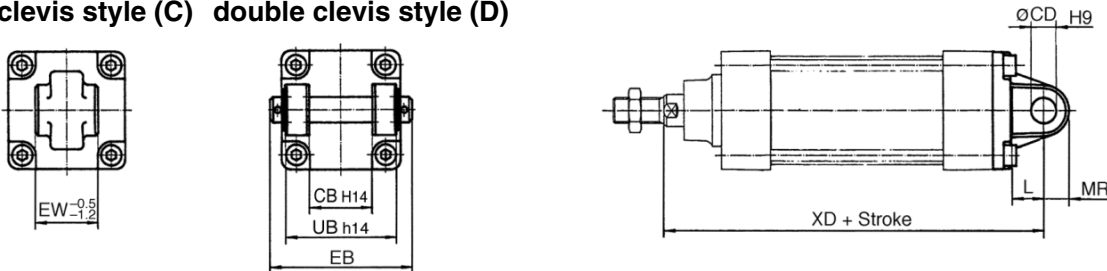 clevis style (C) double clevis style (D)
EW -0.5 -1.2
CB H14
UB h14
EB
ØCD H9
L MR
XD + Stroke